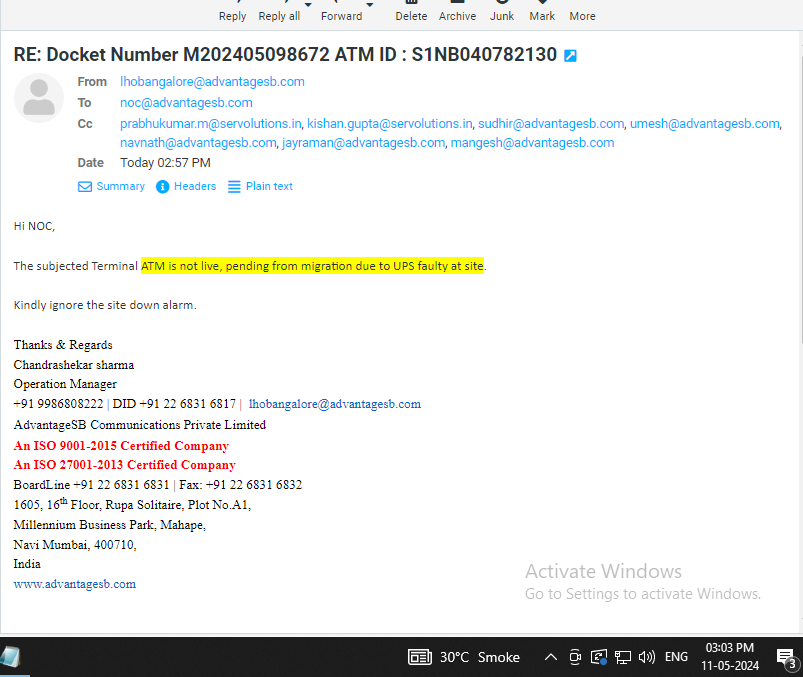 Reply Reply all Forward Delete Archive Junk Mark More
RE: Docket Number M202405098672 ATM ID : S1NB040782130
From lhobangalore@advantagesb.com
To noc@advantagesb.com
Cc prabhukumar.m@servolutions.in, kishan.gupta@servolutions.in, sudhir@advantagesb.com, umesh@advantagesb.com,
navnath@advantagesb.com, jayraman@advantagesb.com, mangesh@advantagesb.com
Date Today 02:57 PM
Summary Headers Plain text
Hi NOC,
The subjected Terminal ATM is not live, pending from migration due to UPS faulty at site.
Kindly ignore the site down alarm.
Thanks & Regards
Chandrashekar sharma
Operation Manager
+91 9986808222 | DID +91 22 6831 6817 | lhobangalore@advantagesb.com
AdvantageSB Communications Private Limited
An ISO 9001-2015 Certified Company
An ISO 27001-2013 Certified Company
BoardLine +91 22 6831 6831 | Fax: +91 22 6831 6832
1605, 16th Floor, Rupa Solitaire, Plot No.A1,
Millennium Business Park, Mahape,
Navi Mumbai, 400710,
India
www.advantagesb.com
Activate Windows
Go to Settings to activate Windows.
30°C Smoke ENG 03:03 PM
11-05-2024 3